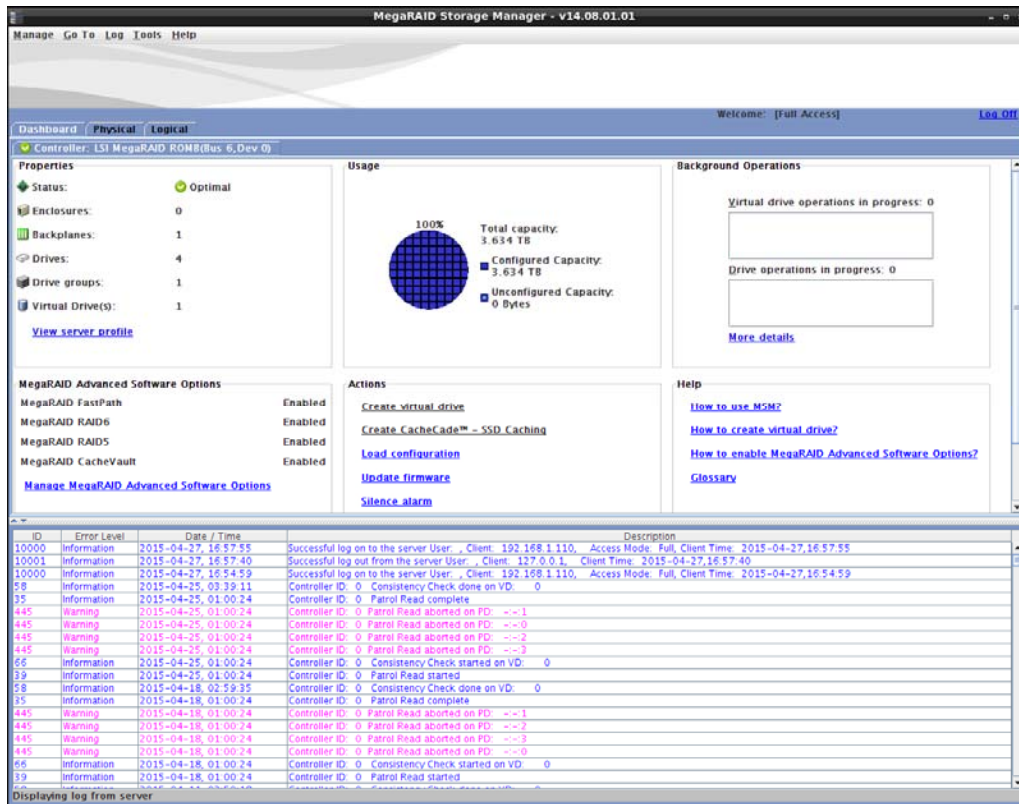 MegaRAID Storage Manager - v14.08.01.01
Manage Go To Log Tools Help
Welcome: [Full Access] Log Off
Dashboard Physical Logical
Controller: LSI MegaRAID ROMB(Bus 6,Dev 0)
Properties
Status: Optimal
Enclosures: 0
Backplanes: 1
Drives: 4
Drive groups: 1
Virtual Drive(s): 1
View server profile
Usage
100%
Total capacity:
3.634 TB
Configured Capacity:
3.634 TB
Unconfigured Capacity:
0 Bytes
Background Operations
Virtual drive operations in progress: 0
Drive operations in progress: 0
More details
MegaRAID Advanced Software Options
MegaRAID FastPath Enabled
MegaRAID RAID6 Enabled
MegaRAID RAID5 Enabled
MegaRAID CacheVault Enabled
Manage MegaRAID Advanced Software Options
Actions
Create virtual drive
Create CacheCade™ - SSD Caching
Load configuration
Update firmware
Silence alarm
Help
How to use MSM?
How to create virtual drive?
How to enable MegaRAID Advanced Software Options?
Glossary
ID Error Level Date / Time Description
10000 Information 2015-04-27, 16:57:55 Successful log on to the server User: , Client: 192.168.1.110, Access Mode: Full, Client Time: 2015-04-27,16:57:55
10001 Information 2015-04-27, 16:57:40 Successful log out from the server User: , Client: 127.0.0.1, Client Time: 2015-04-27,16:57:40
10000 Information 2015-04-27, 16:54:59 Successful log on to the server User: , Client: 192.168.1.110, Access Mode: Full, Client Time: 2015-04-27,16:54:59
58 Information 2015-04-25, 03:39:11 Controller ID: 0 Consistency Check done on VD: 0
35 Information 2015-04-25, 01:00:24 Controller ID: 0 Patrol Read complete
445 Warning 2015-04-25, 01:00:24 Controller ID: 0 Patrol Read aborted on PD: -:-:1
445 Warning 2015-04-25, 01:00:24 Controller ID: 0 Patrol Read aborted on PD: -:-:0
445 Warning 2015-04-25, 01:00:24 Controller ID: 0 Patrol Read aborted on PD: -:-:2
445 Warning 2015-04-25, 01:00:24 Controller ID: 0 Patrol Read aborted on PD: -:-:3
66 Information 2015-04-25, 01:00:24 Controller ID: 0 Consistency Check started on VD: 0
39 Information 2015-04-25, 01:00:24 Controller ID: 0 Patrol Read started
58 Information 2015-04-18, 02:59:35 Controller ID: 0 Consistency Check done on VD: 0
35 Information 2015-04-18, 01:00:24 Controller ID: 0 Patrol Read complete
445 Warning 2015-04-18, 01:00:24 Controller ID: 0 Patrol Read aborted on PD: -:-:1
445 Warning 2015-04-18, 01:00:24 Controller ID: 0 Patrol Read aborted on PD: -:-:2
445 Warning 2015-04-18, 01:00:24 Controller ID: 0 Patrol Read aborted on PD: -:-:3
445 Warning 2015-04-18, 01:00:24 Controller ID: 0 Patrol Read aborted on PD: -:-:0
66 Information 2015-04-18, 01:00:24 Controller ID: 0 Consistency Check started on VD: 0
39 Information 2015-04-18, 01:00:24 Controller ID: 0 Patrol Read started
Displaying log from server